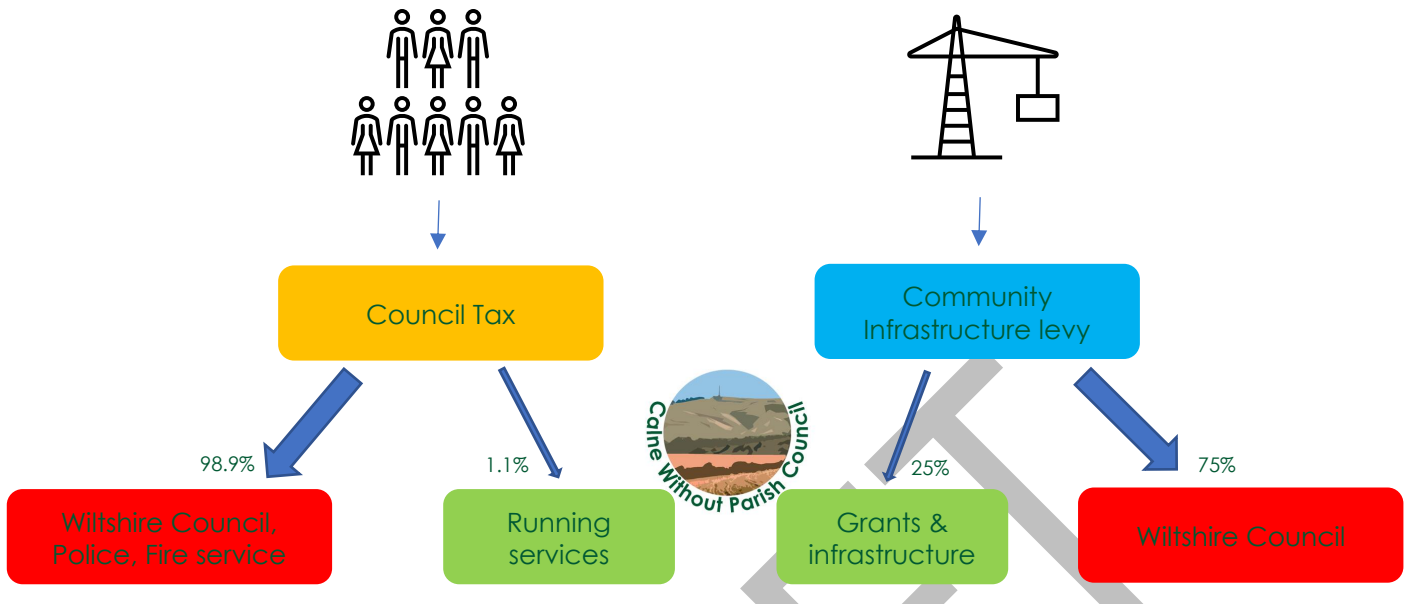 Council Tax
Community
Infrastructure levy
Calne Without Parish Council
98.9%
1.1%
25%
75%
Wiltshire Council,
Police, Fire service
Running
services
Grants &
infrastructure
Wiltshire Council